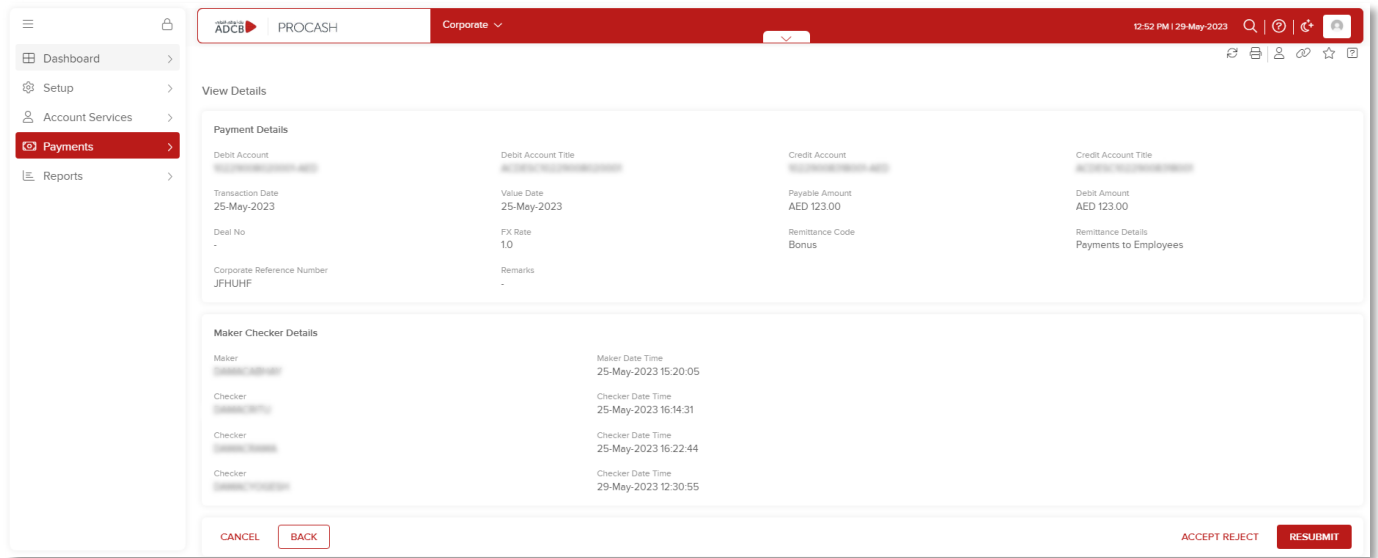 ADCB PROCASH Corporate 12:52 PM | 29-May-2023
Dashboard
Setup
Account Services
Payments
Reports
View Details
Payment Details
Debit Account Debit Account Title Credit Account Credit Account Title
Transaction Date Value Date Payable Amount Debit Amount
25-May-2023 25-May-2023 AED 123.00 AED 123.00
Deal No FX Rate Remittance Code Remittance Details
- 1.0 Bonus Payments to Employees
Corporate Reference Number Remarks
JFHUHF -
Maker Checker Details
Maker Maker Date Time
25-May-2023 15:20:05
Checker Checker Date Time
25-May-2023 16:14:31
Checker Checker Date Time
25-May-2023 16:22:44
Checker Checker Date Time
29-May-2023 12:30:55
CANCEL BACK ACCEPT REJECT RESUBMIT